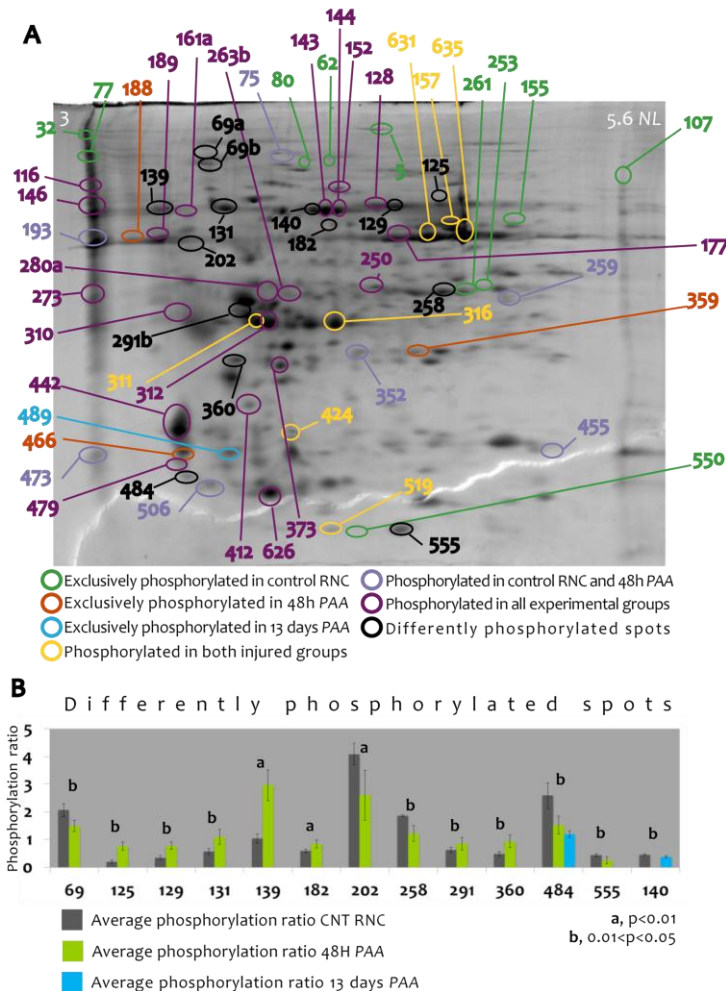 A
161a
263b
143
144
152
631
635
189
75
80
62
128
157
261
253
155
188
77
32
3
5.6 NL
107
69a
69b
5
125
116
139
146
140
129
131
182
193
202
177
280a
250
259
273
258
310
359
291b
316
311
312
352
360
442
424
489
455
466
473
550
479
484
519
506
373
412
626
555
Exclusively phosphorylated in control RNC
Phosphorylated in control RNC and 48h PAA
Exclusively phosphorylated in 48h PAA
Phosphorylated in all experimental groups
Exclusively phosphorylated in 13 days PAA
Differently phosphorylated spots
Phosphorylated in both injured groups
B
Differently phosphorylated spots
Phosphorylation ratio
5
4
3
2
1
0
b
b
b
b
a
a
a
b
b
b
b
69 125 129 131 139 182 202 258 291 360 484 555 140
Average phosphorylation ratio CNT RNC
Average phosphorylation ratio 48H PAA
Average phosphorylation ratio 13 days PAA
a, p<0.01
b, 0.01<p<0.05